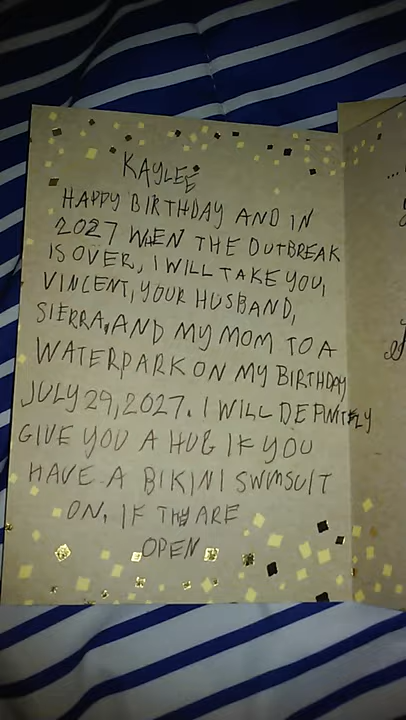 KAYLEE
HAPPY BIRTHDAY AND IN
2027 WHEN THE OUTBREAK
IS OVER, I WILL TAKE YOU,
VINCENT, YOUR HUSBAND,
SIERRA, AND MY MOM TO A
WATERPARK ON MY BIRTHDAY
JULY 29, 2027. I WILL DEFINITELY
GIVE YOU A HUG IF YOU
HAVE A BIKINI SWIMSUIT
ON. IF THY ARE
OPEN
...